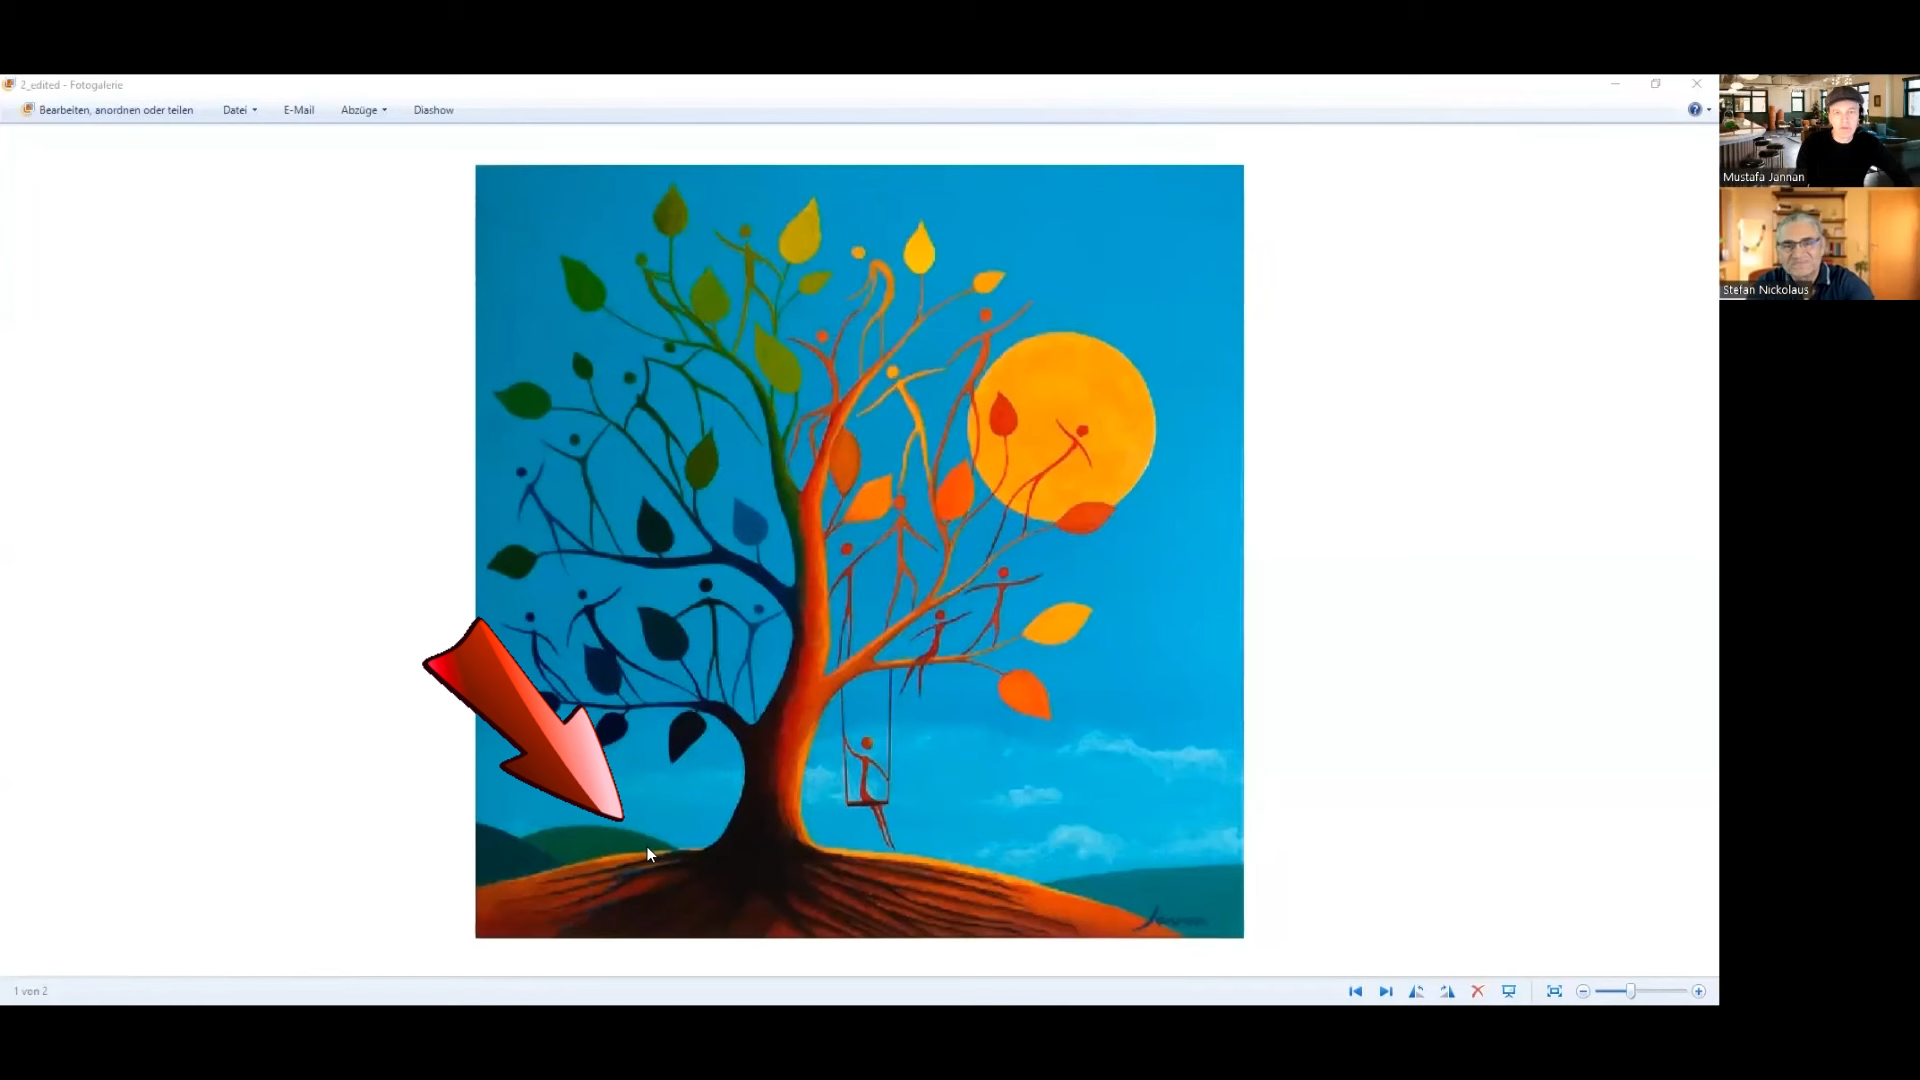 2_edited - Fotogalerie
Bearbeiten, anordnen oder teilen Datei E-Mail Abzüge Diashow
Mustafa Jannan
Stefan Nickolaus
1 von 2